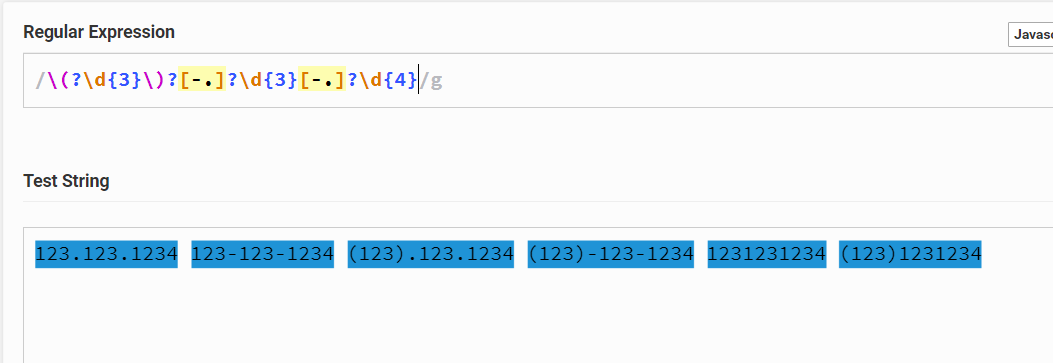 Regular Expression
Javasc
/\(?\d{3}\)?[-.]?\d{3}[-.]?\d{4}/g
Test String
123.123.1234 123-123-1234 (123).123.1234 (123)-123-1234 1231231234 (123)1231234